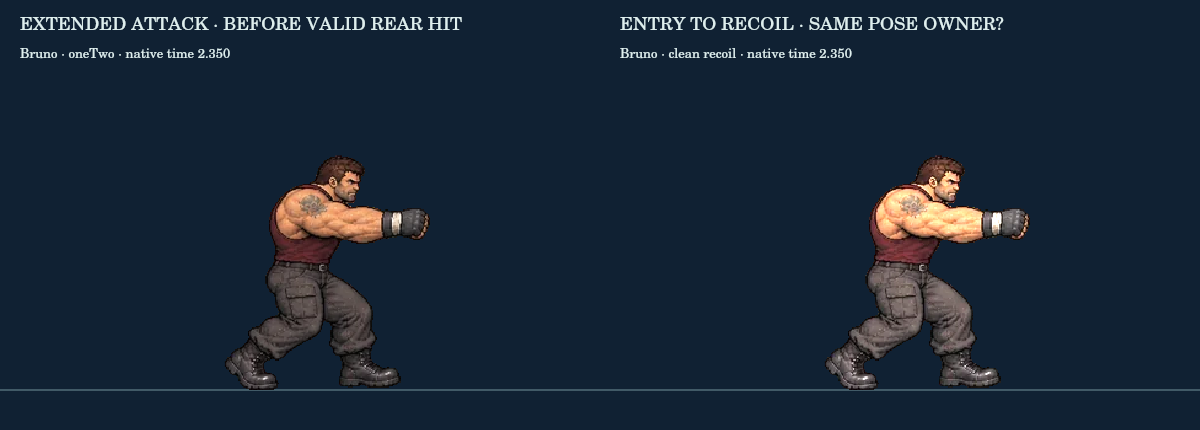 EXTENDED ATTACK · BEFORE VALID REAR HIT
Bruno · oneTwo · native time 2.350
ENTRY TO RECOIL · SAME POSE OWNER?
Bruno · clean recoil · native time 2.350